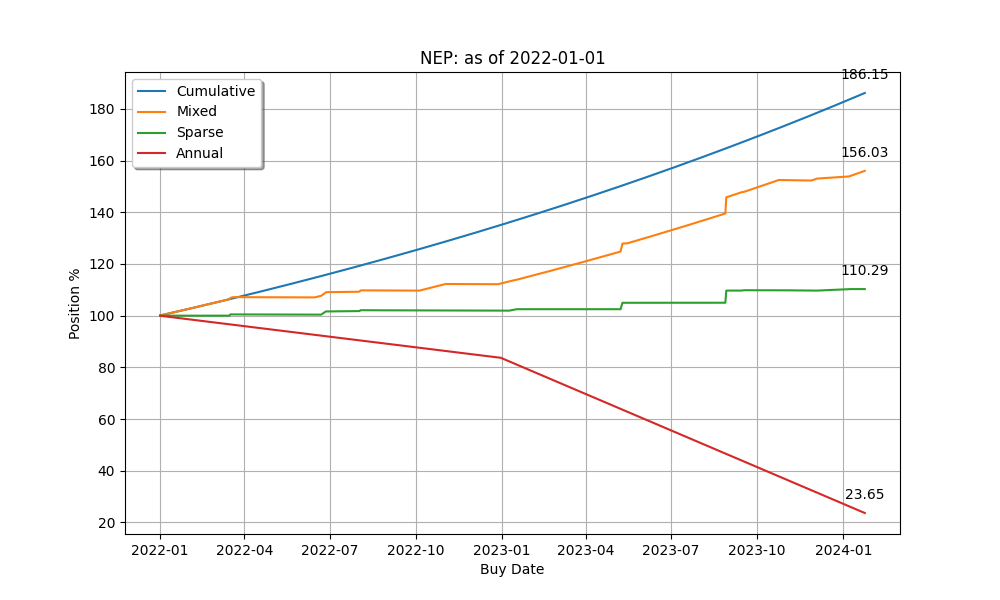 NEP: as of 2022-01-01
Cumulative
Mixed
Sparse
Annual
186.15
156.03
110.29
23.65
Position %
180
160
140
120
100
80
60
40
20
2022-01 2022-04 2022-07 2022-10 2023-01 2023-04 2023-07 2023-10 2024-01
Buy Date